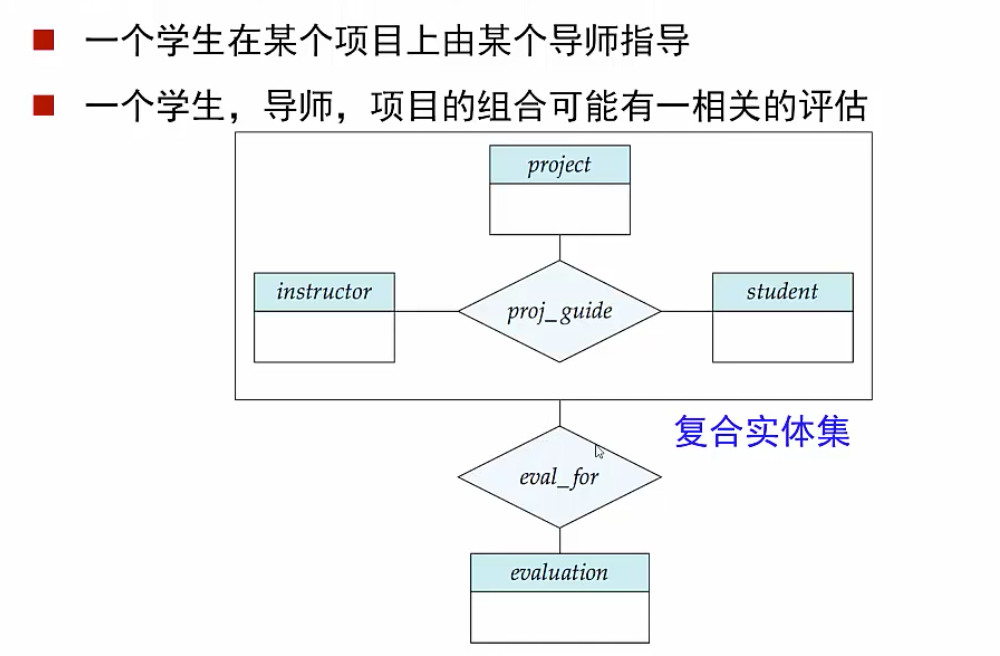 一个学生在某个项目上由某个导师指导
一个学生，导师，项目的组合可能有一相关的评估
project
instructor
proj_guide
student
复合实体集
eval_for
evaluation